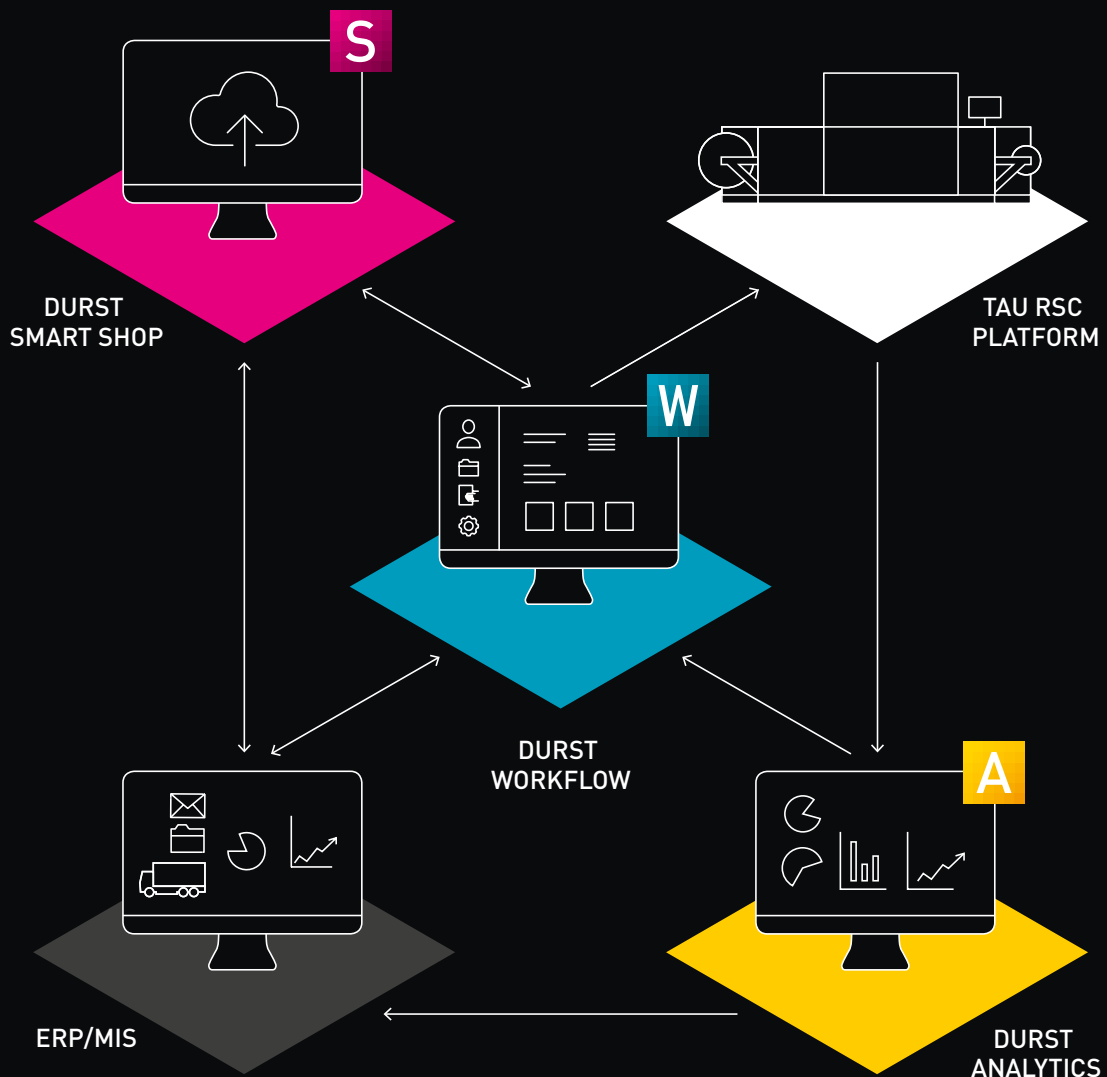 S
DURST
SMART SHOP
TAU RSC
PLATFORM
W
DURST
WORKFLOW
A
ERP/MIS
DURST
ANALYTICS